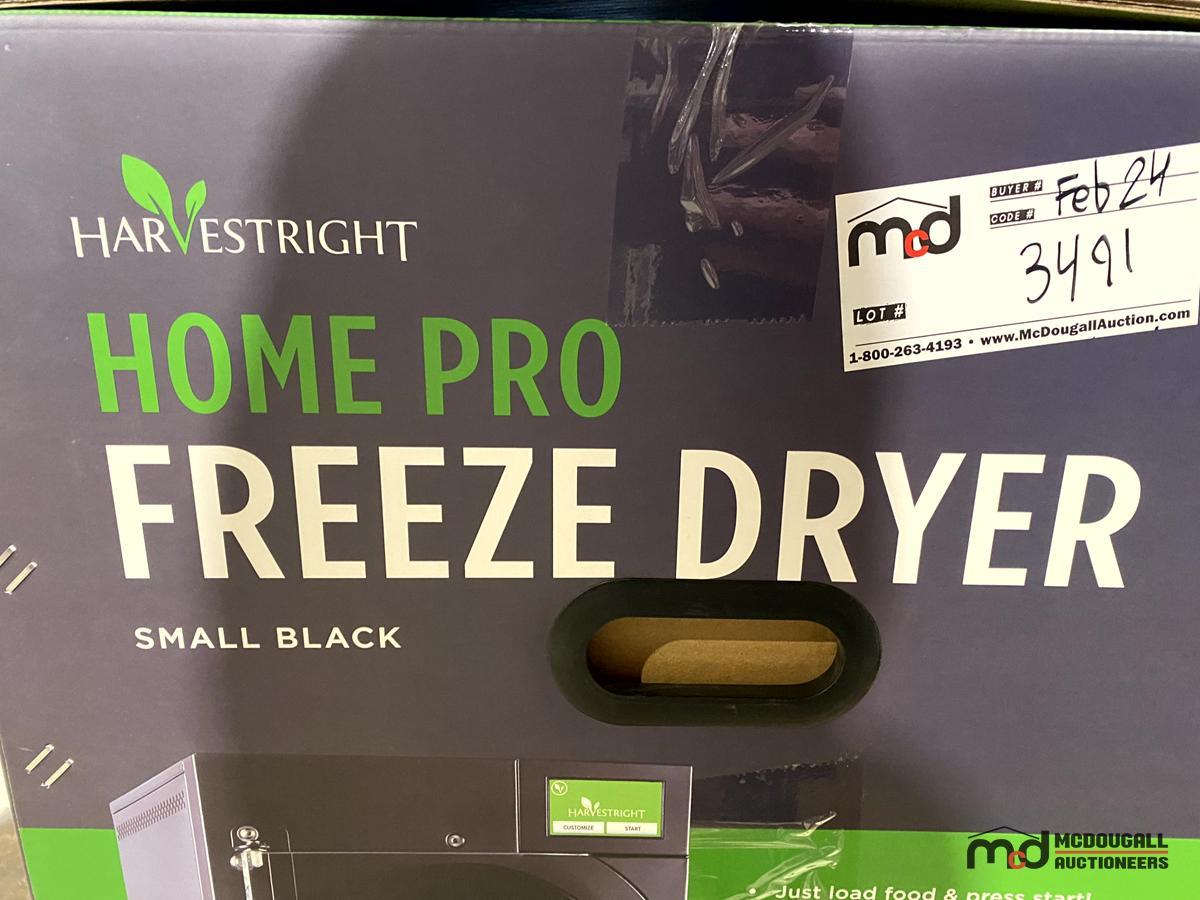 HARVESTRIGHT
HOME PRO
FREEZE DRYER
SMALL BLACK
mcd
BUYER #
Feb 24
CODE #
3491
LOT #
1-800-263-4193 • www.McDougallAuction.com
HARVESTRIGHT
CUSTOMIZE START
• Just load food & press start!
mcd MCDOUGALL
AUCTIONEERS